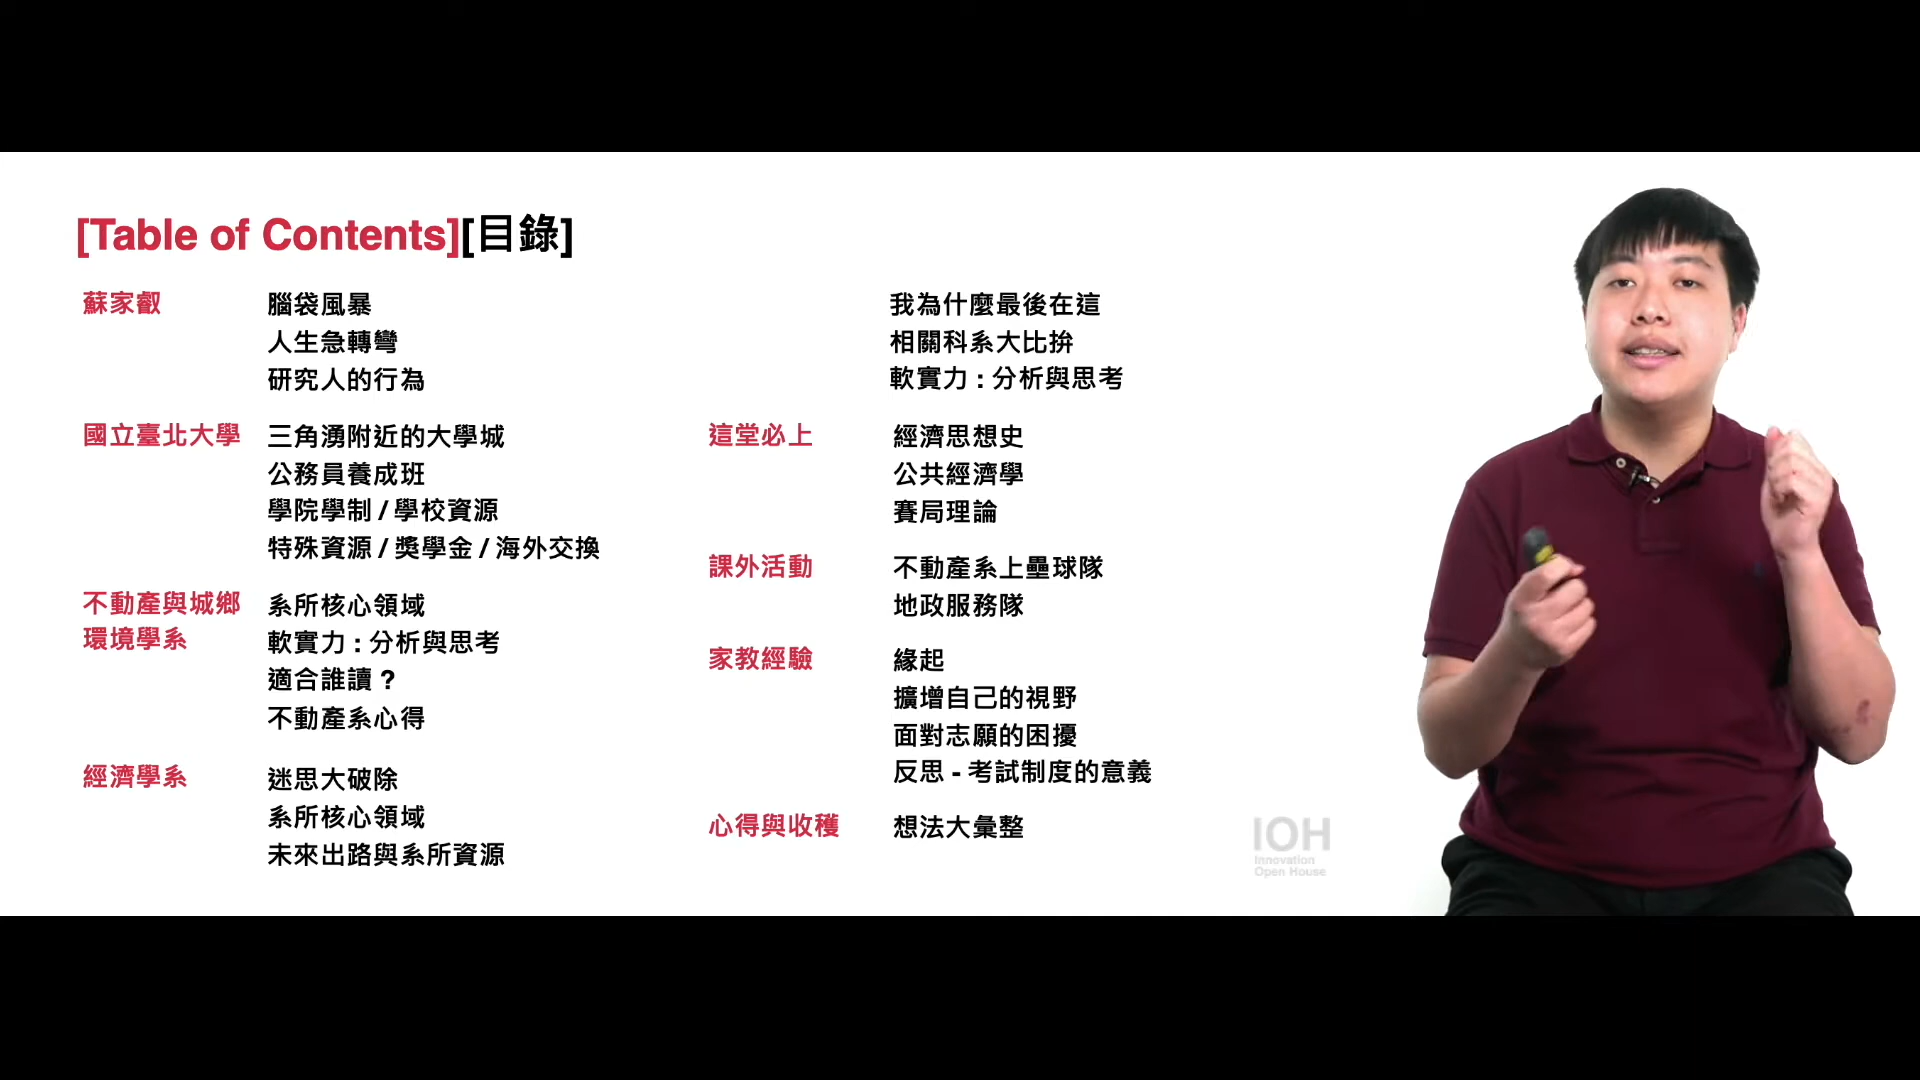 [Table of Contents][目錄]
蘇家叡
腦袋風暴
人生急轉彎
研究人的行為
國立臺北大學
三角湧附近的大學城
公務員養成班
學院學制 / 學校資源
特殊資源 / 獎學金 / 海外交換
不動產與城鄉
環境學系
系所核心領域
軟實力 : 分析與思考
適合誰讀 ?
不動產系心得
經濟學系
迷思大破除
系所核心領域
未來出路與系所資源
我為什麼最後在這
相關科系大比拚
軟實力 : 分析與思考
這堂必上
經濟思想史
公共經濟學
賽局理論
課外活動
不動產系上壘球隊
地政服務隊
家教經驗
緣起
擴增自己的視野
面對志願的困擾
反思 - 考試制度的意義
心得與收穫
想法大彙整
IOH
Innovation
Open House